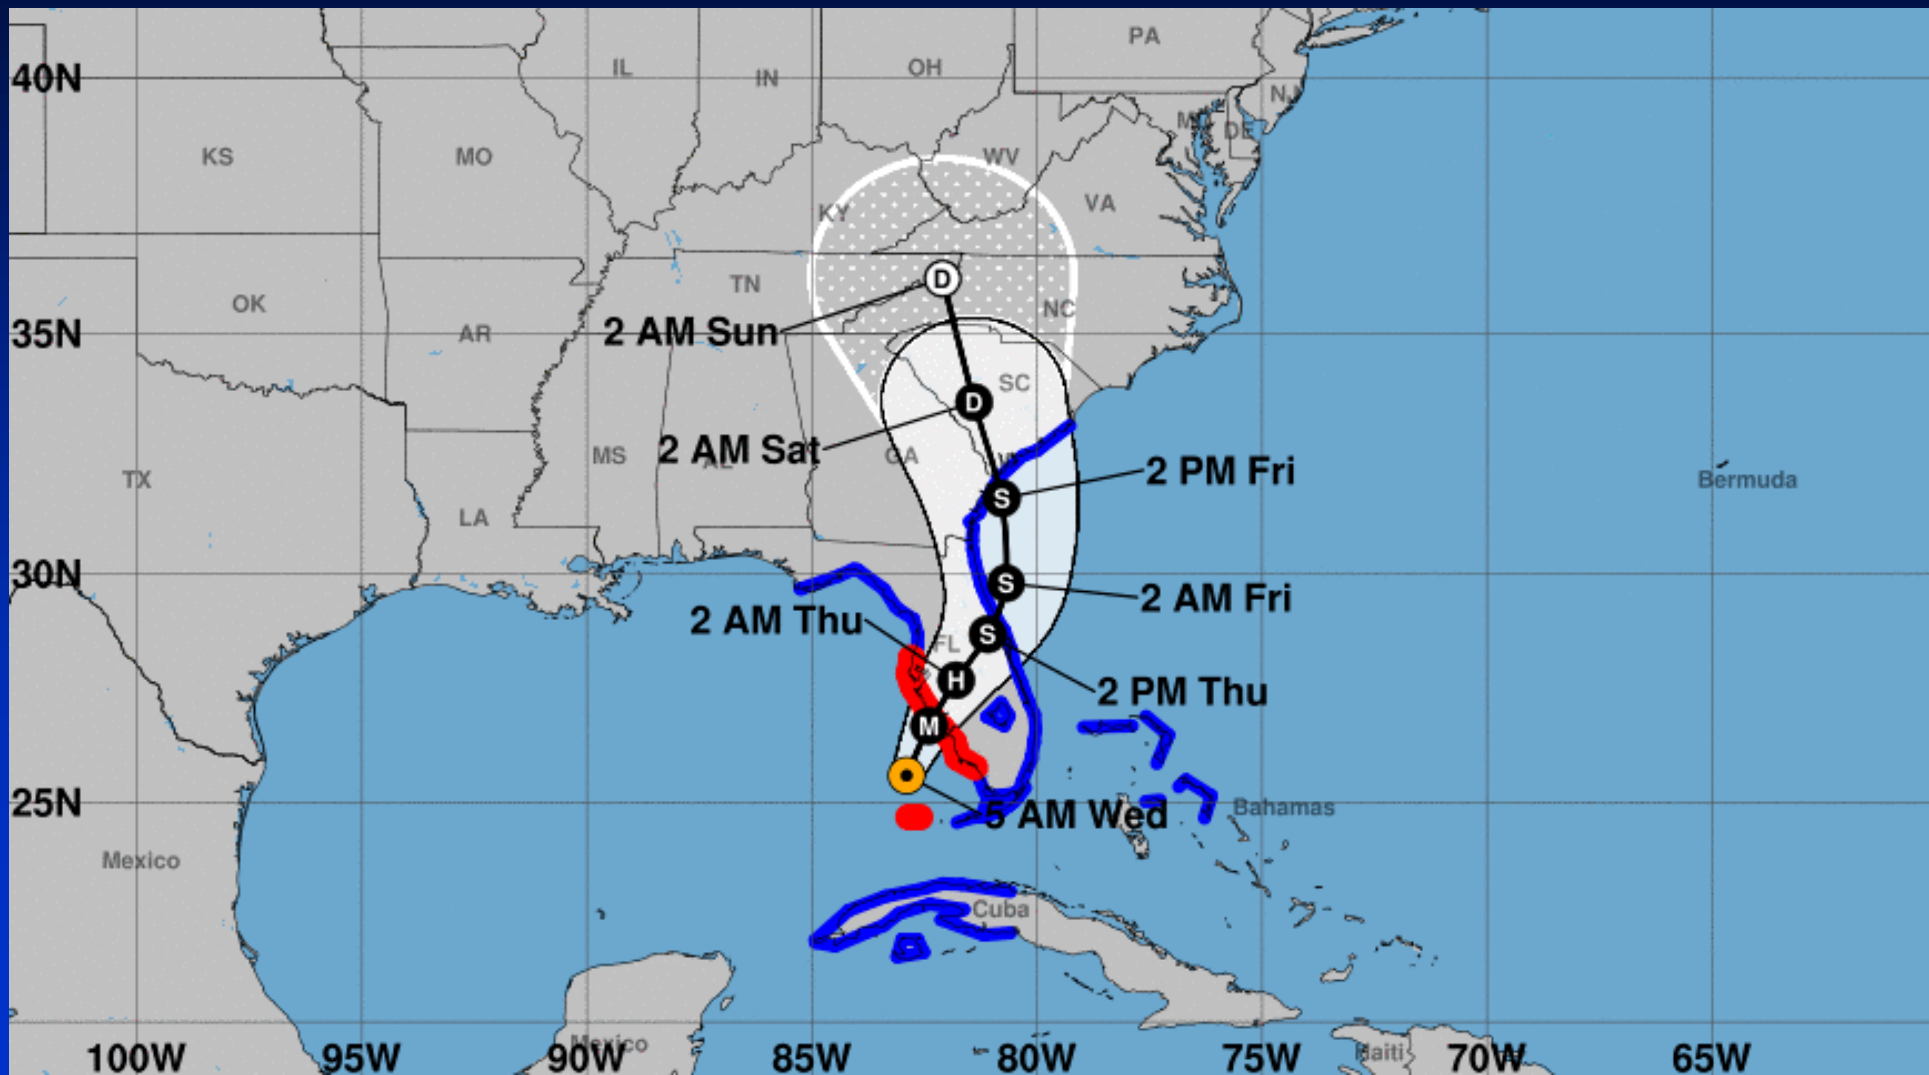 PA
IL
IN
OH
40N
NJ
MD
DE
KS
MO
WV
KY
VA
D
TN
OK
NC
2 AM Sun
35N
AR
SC
D
2 AM Sat
MS
AL
GA
2 PM Fri
TX
S
Bermuda
LA
30N
S
2 AM Fri
2 AM Thu
S
FL
H
2 PM Thu
M
25N
5 AM Wed
Bahamas
Mexico
Cuba
Mexico
Haiti
100W
95W
90W
85W
80W
75W
70W
65W